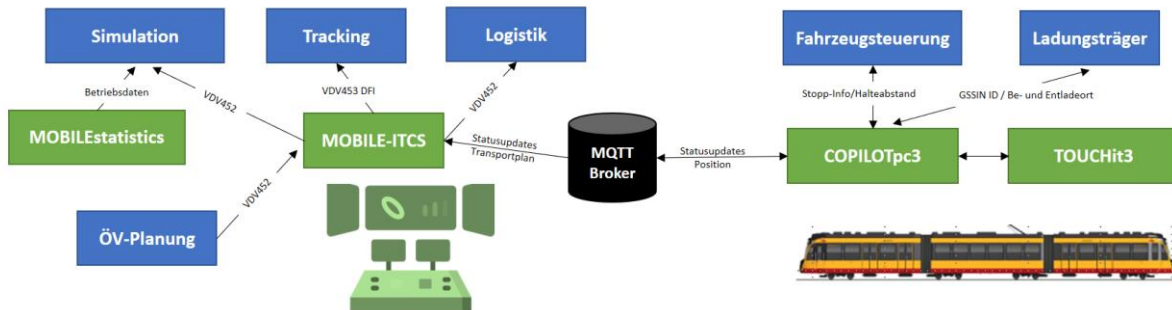 Simulation
Tracking
Logistik
Fahrzeugsteuerung
Ladungsträger
Betriebsdaten
VDV452
VDV453 DFI
VDV452
Stopp-Info/Halteabstand
GSSIN ID / Be- und Entladeort
MOBILEstatistics
MOBILE-ITCS
Statusupdates
Transportplan
MQTT
Broker
Statusupdates
Position
COPILOTpc3
TOUCHit3
VDV452
ÖV-Planung